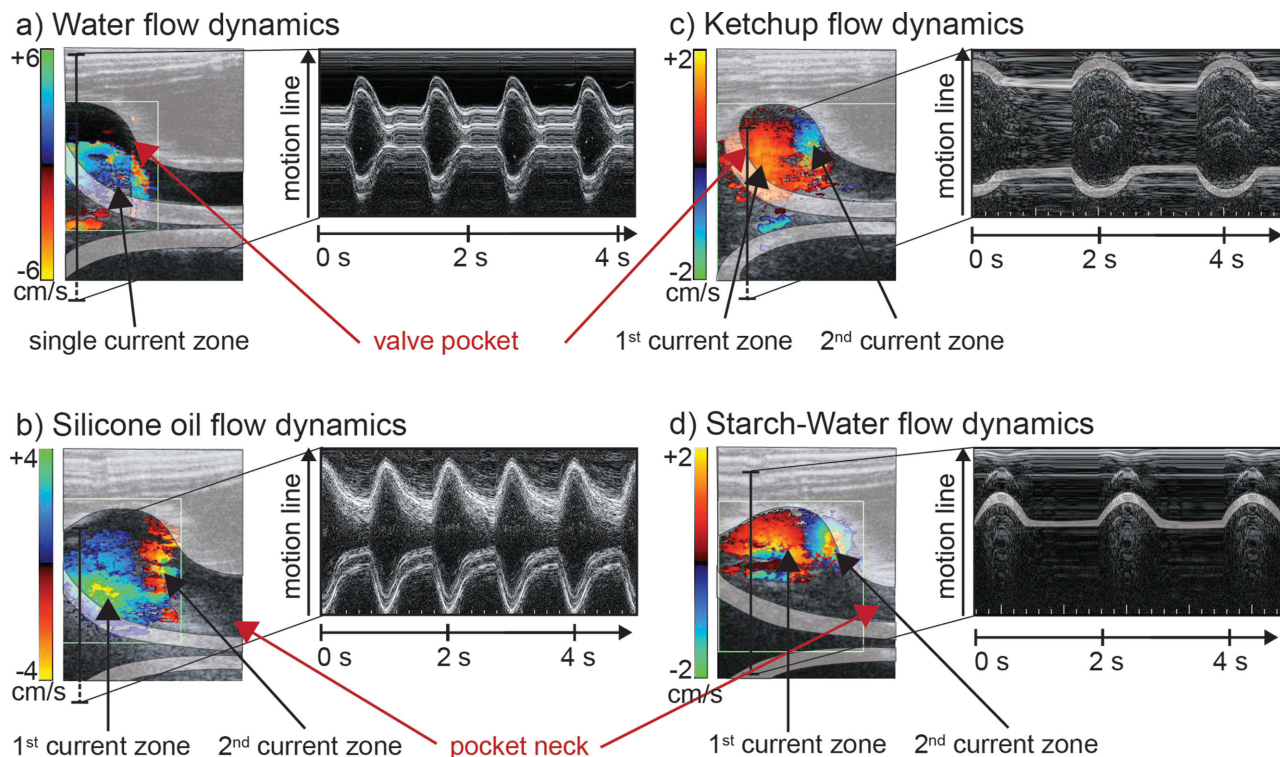 a) Water flow dynamics
+6
-6
cm/s
motion line
0 s
2 s
4 s
single current zone
valve pocket
c) Ketchup flow dynamics
+2
-2
cm/s
motion line
0 s
2 s
4 s
1st current zone
2nd current zone
b) Silicone oil flow dynamics
+4
-4
cm/s
motion line
0 s
2 s
4 s
1st current zone
2nd current zone
pocket neck
d) Starch-Water flow dynamics
+2
-2
cm/s
motion line
0 s
2 s
4 s
1st current zone
2nd current zone